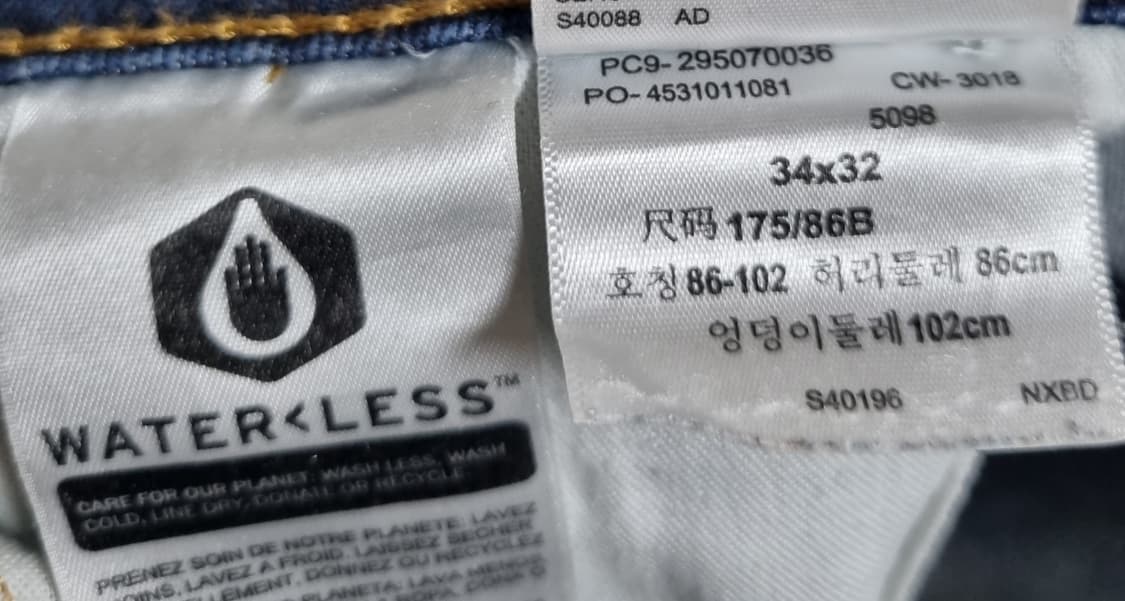 WATER<LESS™
CARE FOR OUR PLANET: WASH LESS, WASH
COLD, LINE DRY, DONATE OR RECYCLE
PRENEZ SOIN DE NOTRE PLANETE, LAVEZ
MOINS, LAVEZ A FROID, LAISSEZ SECHER
DONNEZ OU RECYCLEZ
PLANETA: LAVA
S40088 AD
PC9-295070036
PO-4531011081 CW-3018
5098
34x32
尺码 175/86B
호칭 86-102 허리둘레 86cm
엉덩이둘레 102cm
S40196 NXBD